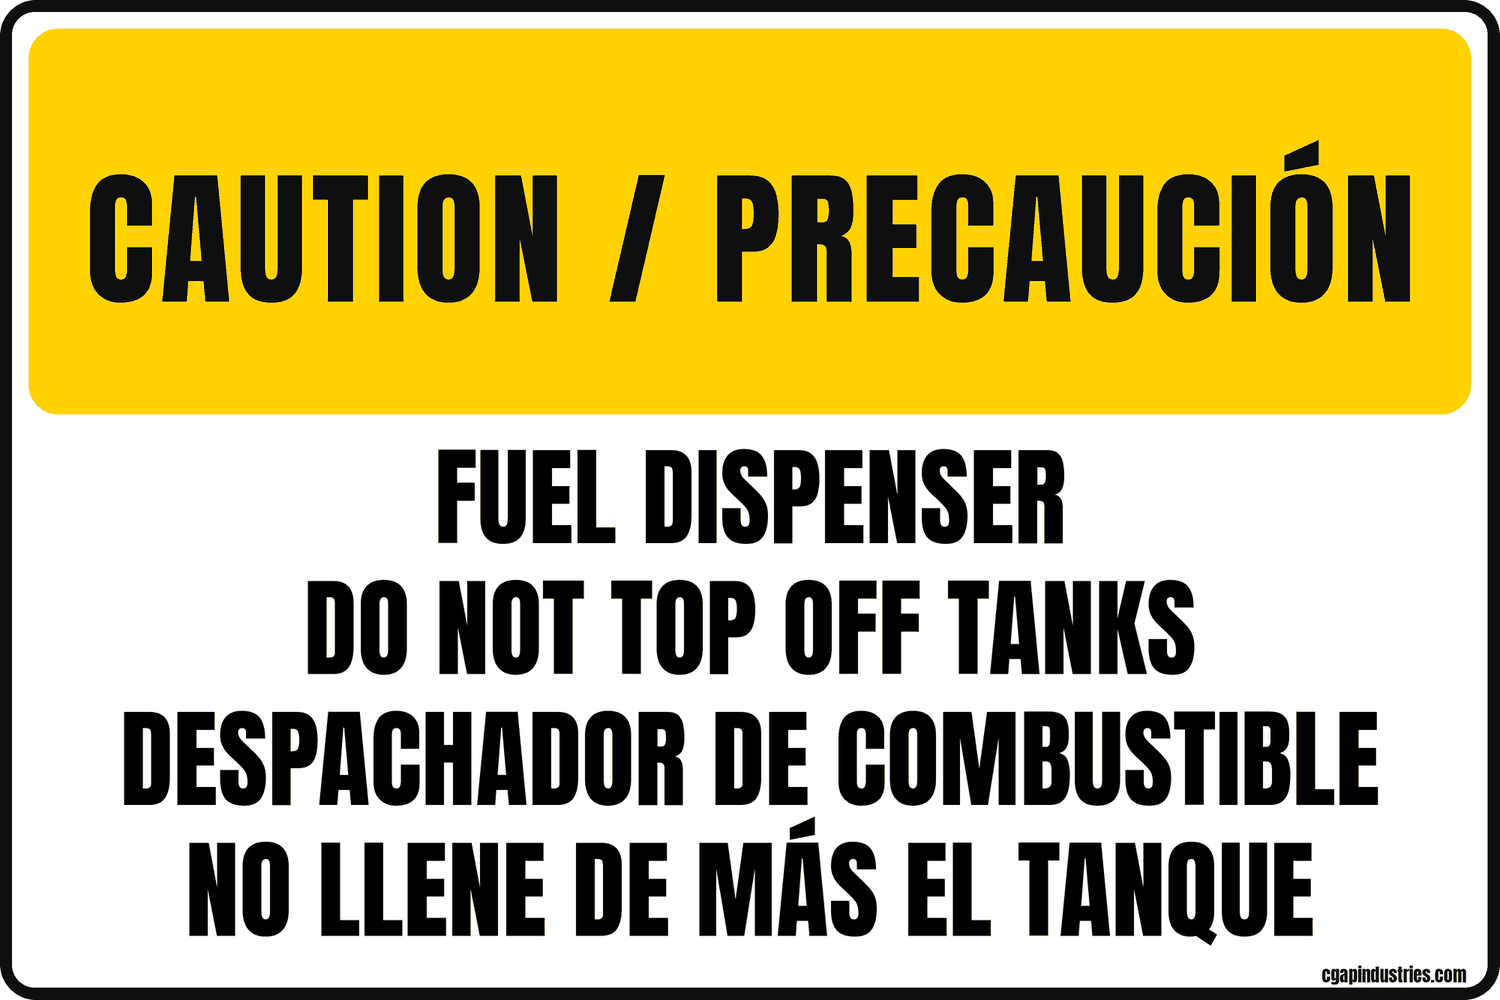 CAUTION / PRECAUCIÓN
FUEL DISPENSER
DO NOT TOP OFF TANKS
DESPACHADOR DE COMBUSTIBLE
NO LLENE DE MÁS EL TANQUE
cgapindustries.com